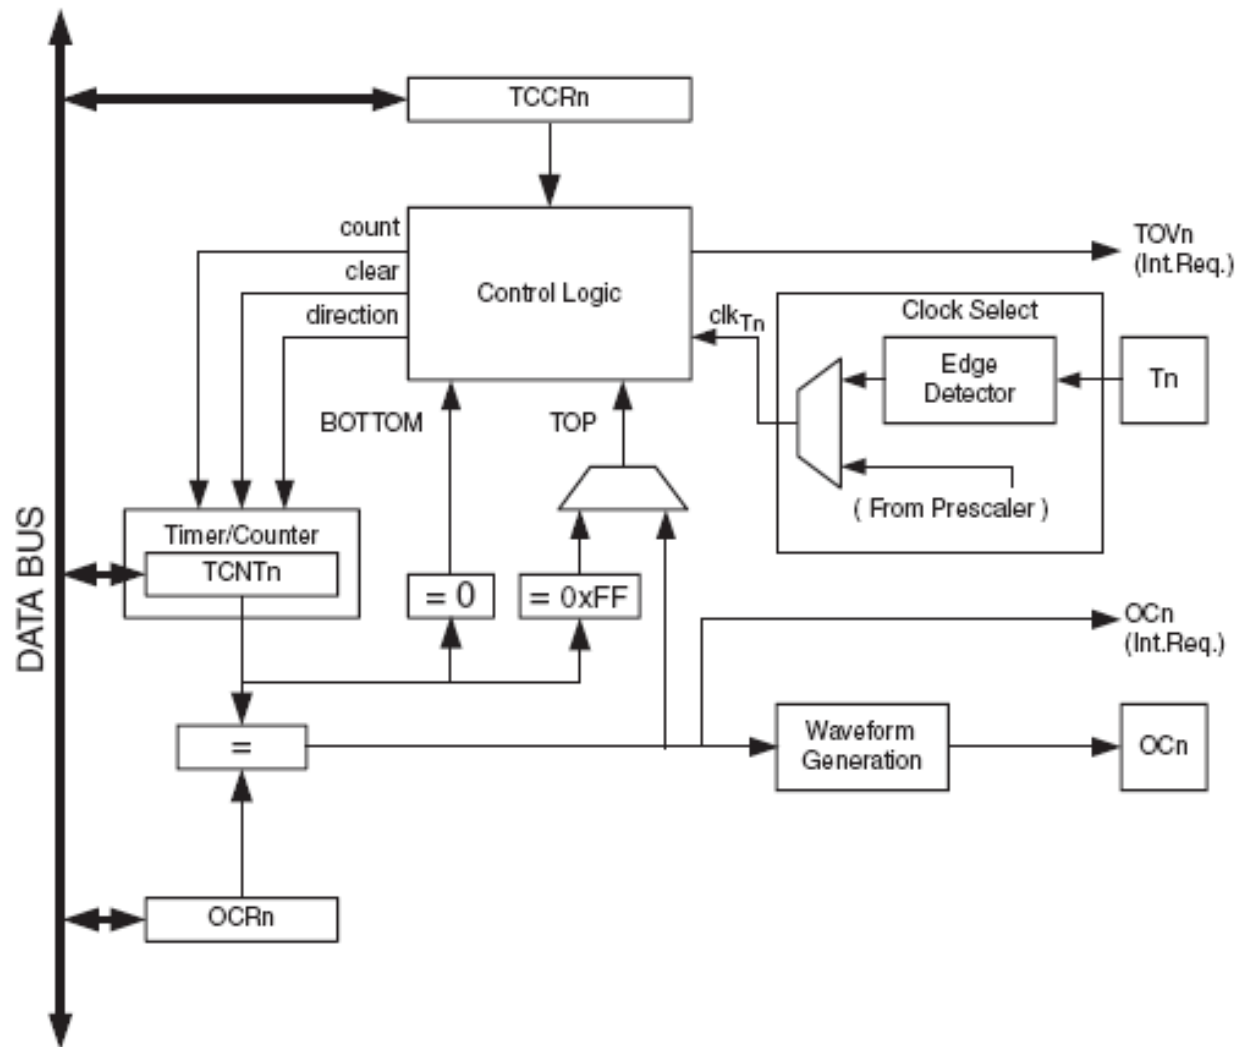 TCCRn
count
clear
direction
Control Logic
TOVn
(Int.Req.)
clkTn
Clock Select
Edge
Detector
Tn
BOTTOM
TOP
( From Prescaler )
DATA BUS
Timer/Counter
TCNTn
= 0
= 0xFF
OCn
(Int.Req.)
=
Waveform
Generation
OCn
OCRn